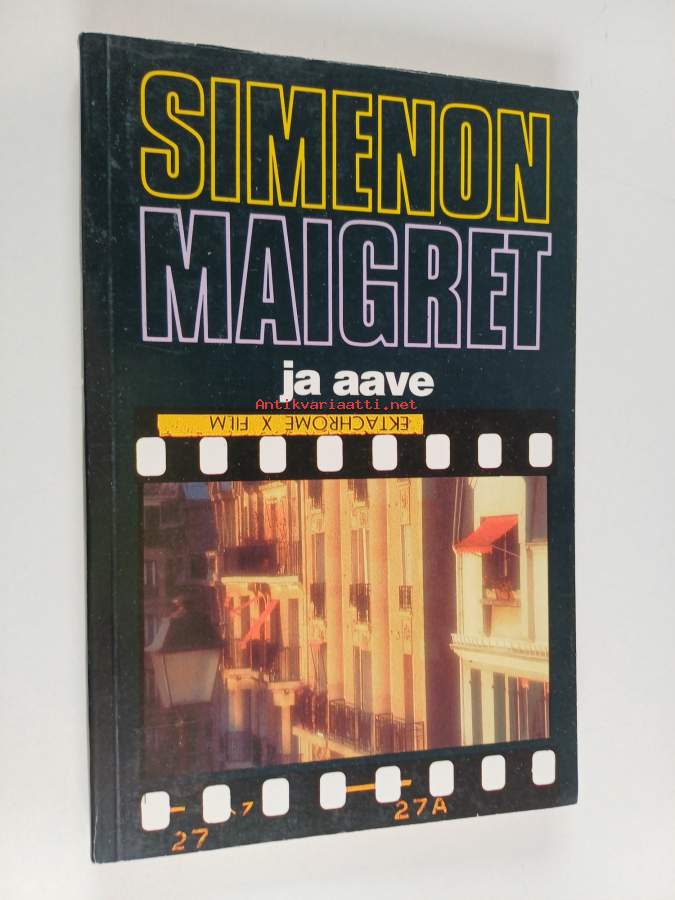 SIMENON
MAIGRET
ja aave
Antikvariaatti.net
EKTACHROME X FILM
27
27A